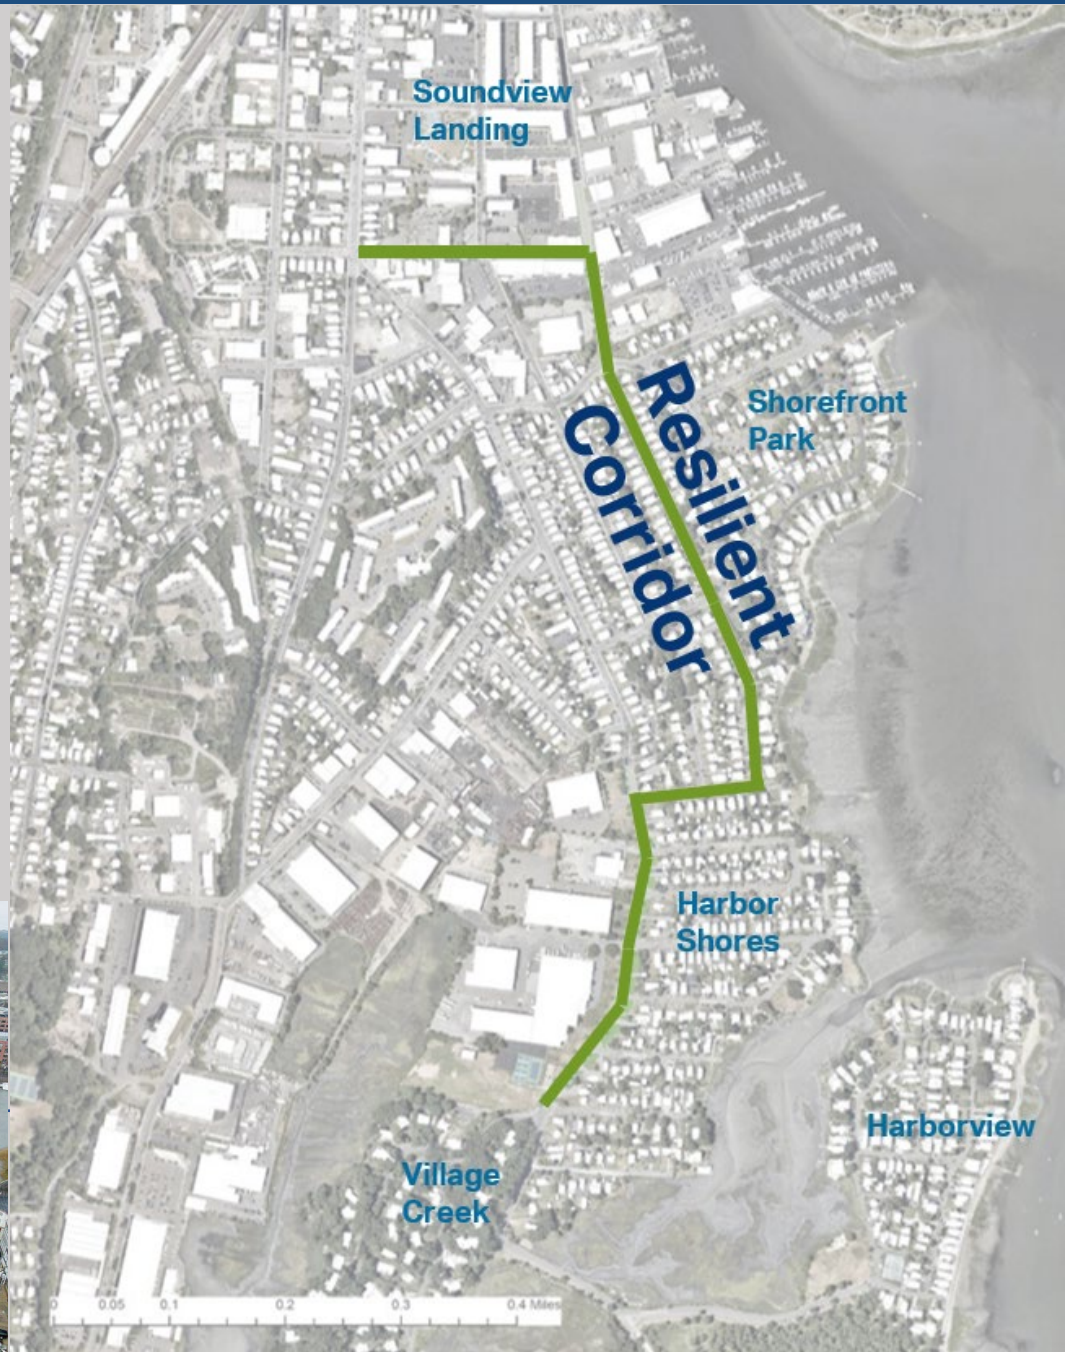 Soundview
Landing
Resilient
Corridor
Shorefront
Park
Harbor
Shores
Harborview
Village
Creek
0 0.05 0.1 0.2 0.3 0.4 Miles